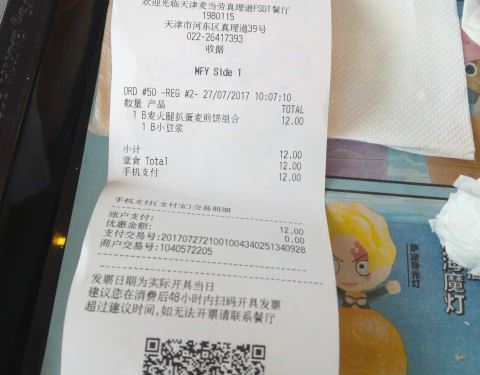 欢迎光临天津麦当劳真理道FSDT餐厅
1980115
天津市河东区真理道39号
022-26417393
收据
MFY Side 1
ORD #50 -REG #2- 27/07/2017 10:07:10
数量 产品 TOTAL
1 B麦火腿扒蛋麦煎饼组合 12.00
1 B小豆浆
小计 12.00
堂食 Total 12.00
手机支付 12.00
手机支付(支付宝)交易明细
账户支付: 12.00
优惠金额: 0.00
支付交易号:2017072721001004340251340928
商户交易号:1040572205
发票日期为实际开具当日
建议您在消费后48小时内扫码开具发票
超过建议时间,如无法开票请联系餐厅
萨波导光灯
魔灯